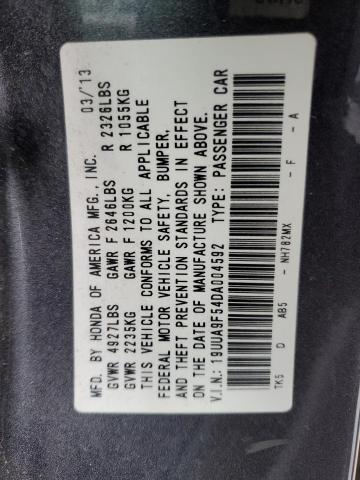 MFD. BY HONDA OF AMERICA MFG., INC. 03/'13
GVWR 4927LBS GAWR F 2646LBS R 2326LBS
GVWR 2235KG GAWR F 1200KG R 1055KG
THIS VEHICLE CONFORMS TO ALL APPLICABLE
FEDERAL MOTOR VEHICLE SAFETY, BUMPER,
AND THEFT PREVENTION STANDARDS IN EFFECT
ON THE DATE OF MANUFACTURE SHOWN ABOVE.
V.I.N.: 19UUA9F54DA004592 TYPE: PASSENGER CAR
TK5 D AB5 - NH782MX - F - A